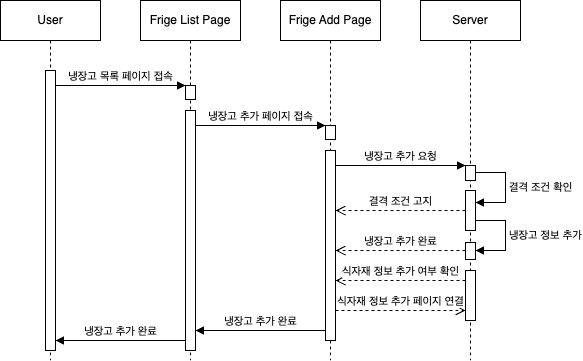 User
Frige List Page
Frige Add Page
Server
냉장고 목록 페이지 접속
냉장고 추가 페이지 접속
냉장고 추가 요청
결격 조건 확인
결격 조건 고지
냉장고 정보 추가
냉장고 추가 완료
식자재 정보 추가 여부 확인
식자재 정보 추가 페이지 연결
냉장고 추가 완료
냉장고 추가 완료